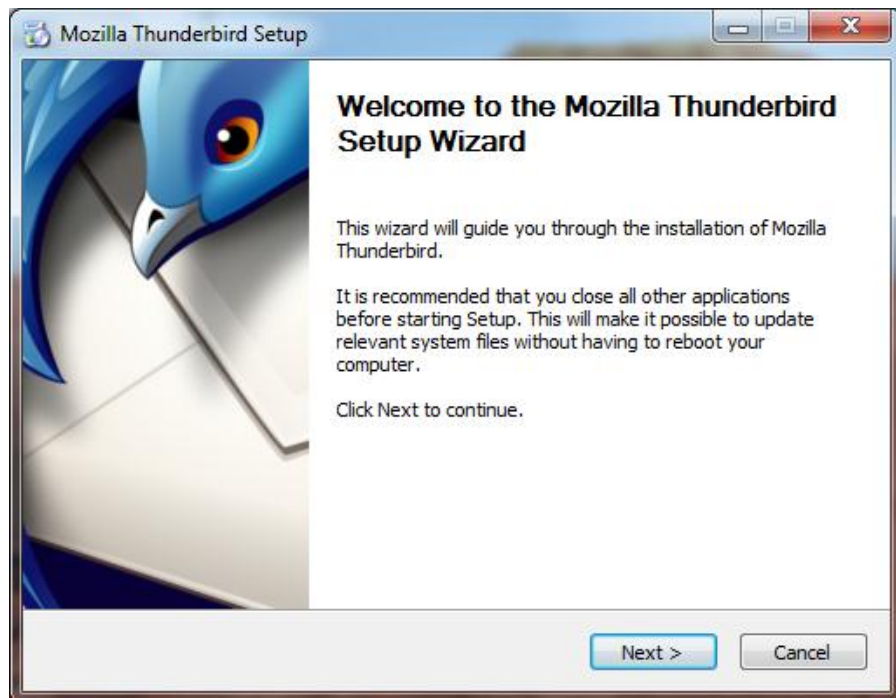 Mozilla Thunderbird Setup
Welcome to the Mozilla Thunderbird
Setup Wizard
This wizard will guide you through the installation of Mozilla
Thunderbird.
It is recommended that you close all other applications
before starting Setup. This will make it possible to update
relevant system files without having to reboot your
computer.
Click Next to continue.
Next >
Cancel